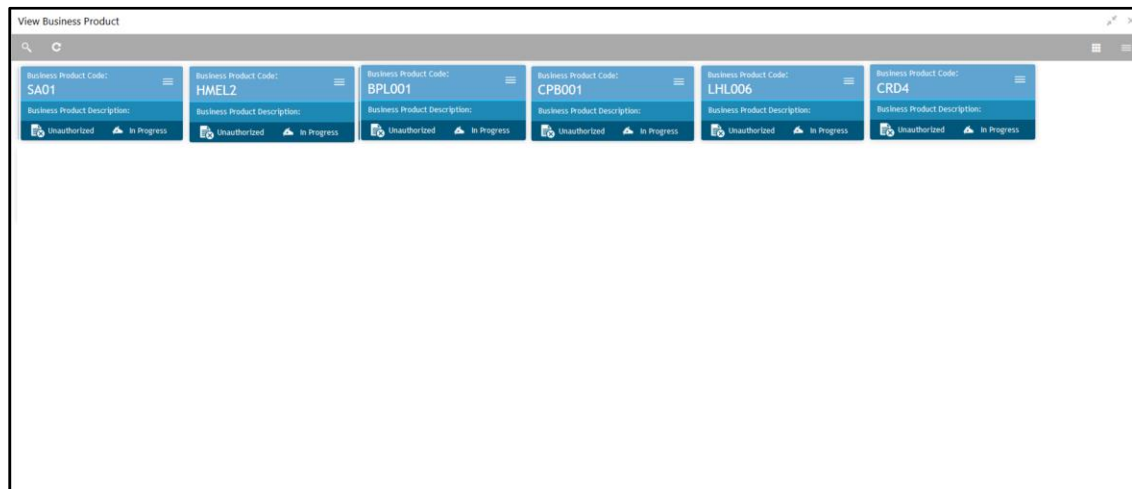 View Business Product
Business Product Code:
SA01
Business Product Description:
Unauthorized In Progress
Business Product Code:
HMEL2
Business Product Description:
Unauthorized In Progress
Business Product Code:
BPL001
Business Product Description:
Unauthorized In Progress
Business Product Code:
CPB001
Business Product Description:
Unauthorized In Progress
Business Product Code:
LHL006
Business Product Description:
Unauthorized In Progress
Business Product Code:
CRD4
Business Product Description:
Unauthorized In Progress